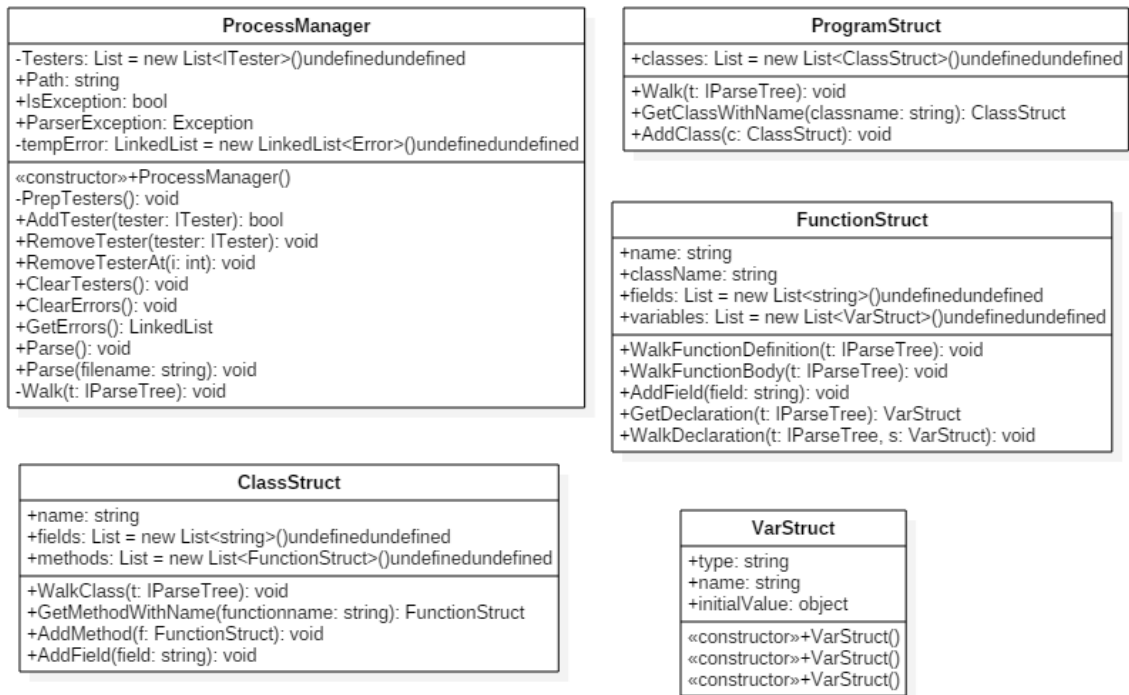 ProcessManager
-Testers: List = new List<ITester>()undefinedundefined
+Path: string
+IsException: bool
+ParserException: Exception
-tempError: LinkedList = new LinkedList<Error>()undefinedundefined
«constructor»+ProcessManager()
-PrepTesters(): void
+AddTester(tester: ITester): bool
+RemoveTester(tester: ITester): void
+RemoveTesterAt(i: int): void
+ClearTesters(): void
+ClearErrors(): void
+GetErrors(): LinkedList
+Parse(): void
+Parse(filename: string): void
-Walk(t: IParseTree): void
ProgramStruct
+classes: List = new List<ClassStruct>()undefinedundefined
+Walk(t: IParseTree): void
+GetClassWithName(classname: string): ClassStruct
+AddClass(c: ClassStruct): void
FunctionStruct
+name: string
+className: string
+fields: List = new List<string>()undefinedundefined
+variables: List = new List<VarStruct>()undefinedundefined
+WalkFunctionDefinition(t: IParseTree): void
+WalkFunctionBody(t: IParseTree): void
+AddField(field: string): void
+GetDeclaration(t: IParseTree): VarStruct
+WalkDeclaration(t: IParseTree, s: VarStruct): void
ClassStruct
+name: string
+fields: List = new List<string>()undefinedundefined
+methods: List = new List<FunctionStruct>()undefinedundefined
+WalkClass(t: IParseTree): void
+GetMethodWithName(functionname: string): FunctionStruct
+AddMethod(f: FunctionStruct): void
+AddField(field: string): void
VarStruct
+type: string
+name: string
+initialValue: object
«constructor»+VarStruct()
«constructor»+VarStruct()
«constructor»+VarStruct()